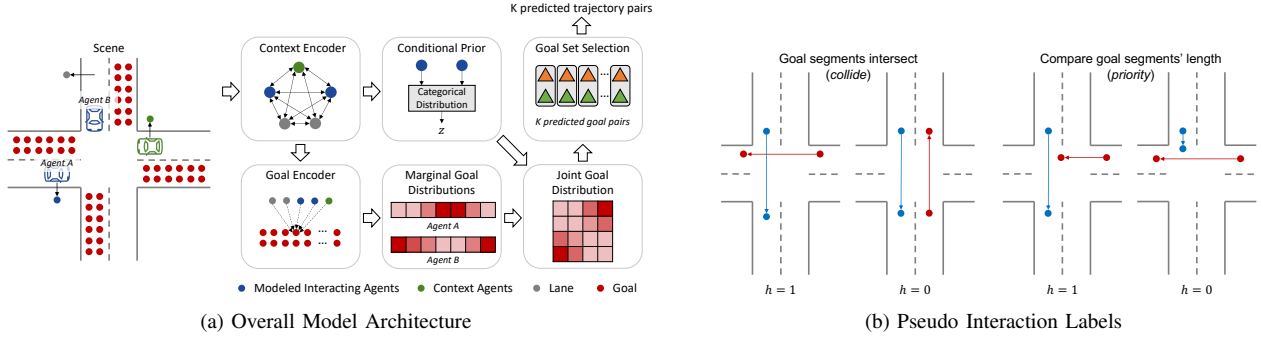 K predicted trajectory pairs
Scene
Agent B
Agent A
Context Encoder
Conditional Prior
Categorical
Distribution
z
Goal Set Selection
...
K predicted goal pairs
Goal Encoder
...
...
Marginal Goal
Distributions
Agent A
Agent B
Joint Goal
Distribution
Modeled Interacting Agents
Context Agents
Lane
Goal
(a) Overall Model Architecture
Goal segments intersect
(collide)
Compare goal segments' length
(priority)
h = 1
h = 0
h = 1
h = 0
(b) Pseudo Interaction Labels